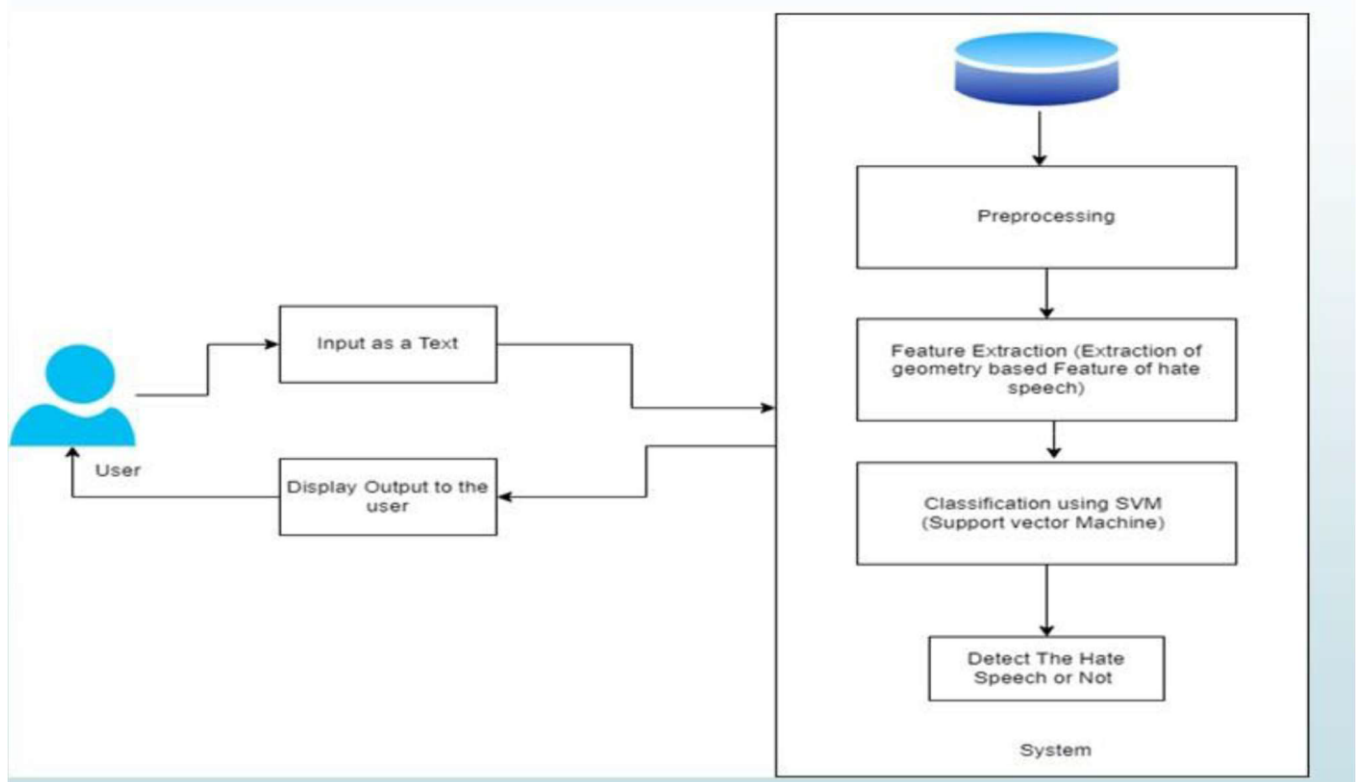 Preprocessing
Input as a Text
Feature Extraction (Extraction of
geometry based Feature of hate
speech)
User
Display Output to the
user
Classification using SVM
(Support vector Machine)
Detect The Hate
Speech or Not
System